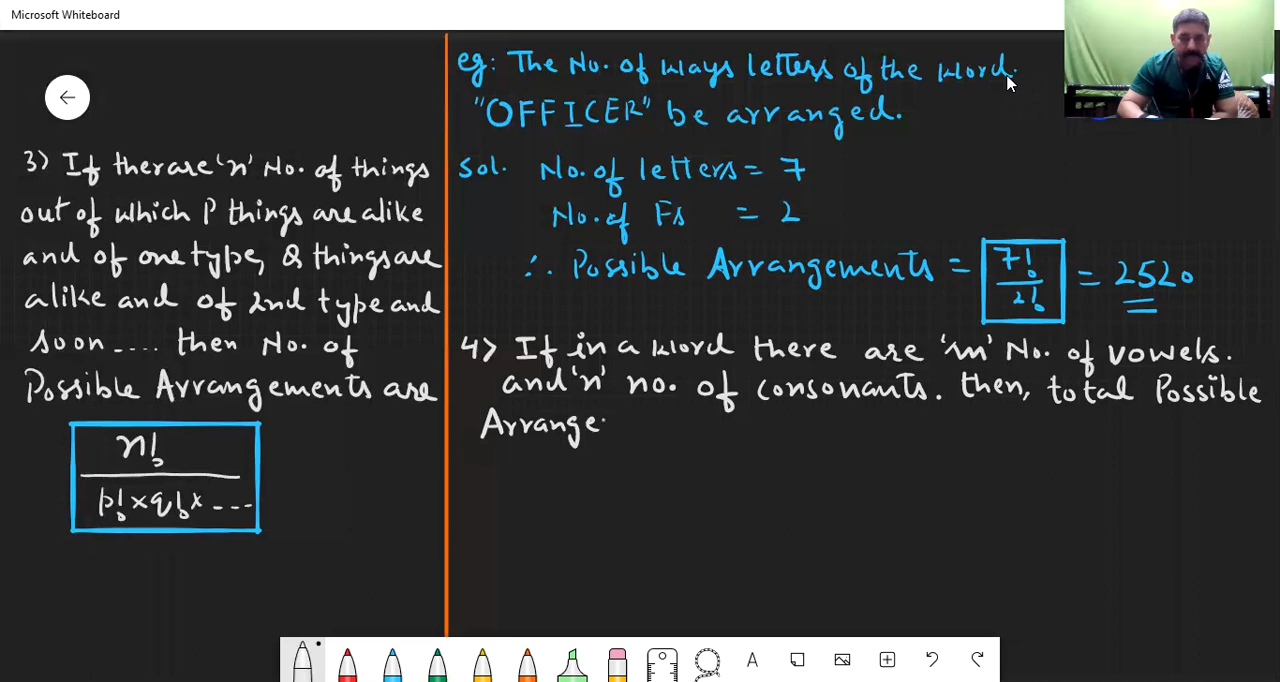 Microsoft Whiteboard
3) If there are 'n' No. of things
out of which P things are alike
and of one type, Q things are
alike and of 2nd type and
soon.... then No. of
Possible Arrangements are
n!
p! × q! × ---
eg: The No. of ways letters of the word
"OFFICER" be arranged.
Sol. No. of letters = 7
No. of Fs = 2
∴ Possible Arrangements = 7!/2! = 2520
4) If in a word there are 'm' No. of vowels.
and 'n' no. of consonants. then, total Possible
Arrange